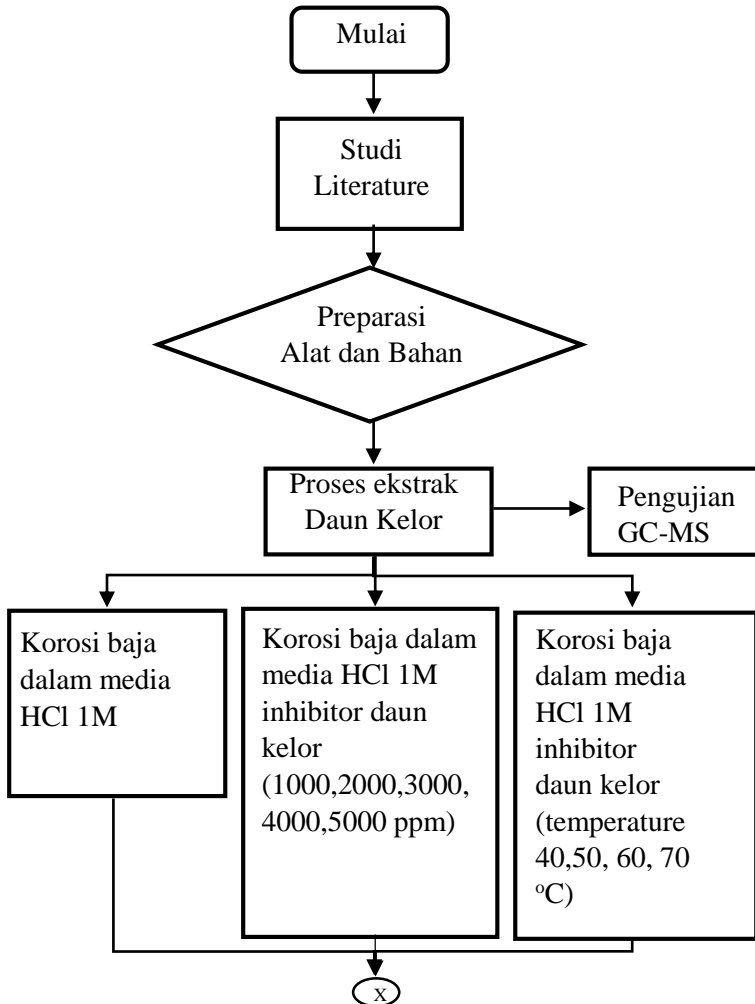 Mulai
Studi
Literature
Preparasi
Alat dan Bahan
Proses ekstrak
Daun Kelor
Pengujian
GC-MS
Korosi baja
dalam media
HCl 1M
Korosi baja dalam
media HCl 1M
inhibitor daun
kelor
(1000,2000,3000,
4000,5000 ppm)
Korosi baja
dalam media
HCl 1M
inhibitor
daun kelor
(temperature
40,50, 60, 70
°C)
x